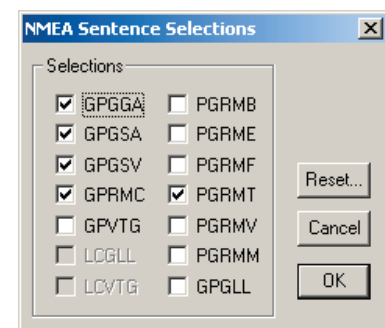 NMEA Sentence Selections
Selections
GPGGA PGRMB
GPGSA PGRME
GPGSV PGRMF
GPRMC PGRMT
GPVTG PGRMV
LCGLL PGRMM
LCVTG GPGLL
Reset...
Cancel
OK